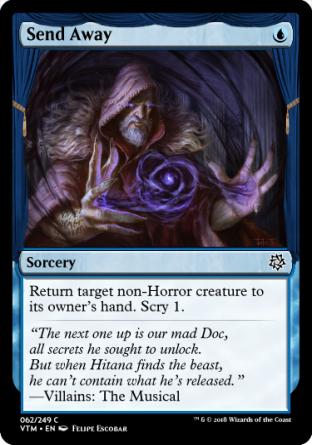 Send Away
Sorcery
Return target non-Horror creature to
its owner's hand. Scry 1.
"The next one up is our mad Doc,
all secrets he sought to unlock.
But when Hitana finds the beast,
he can't contain what he's released."
—Villains: The Musical
062/249 C
VTM • EN FELIPE ESCOBAR
™ & © 2018 Wizards of the Coast